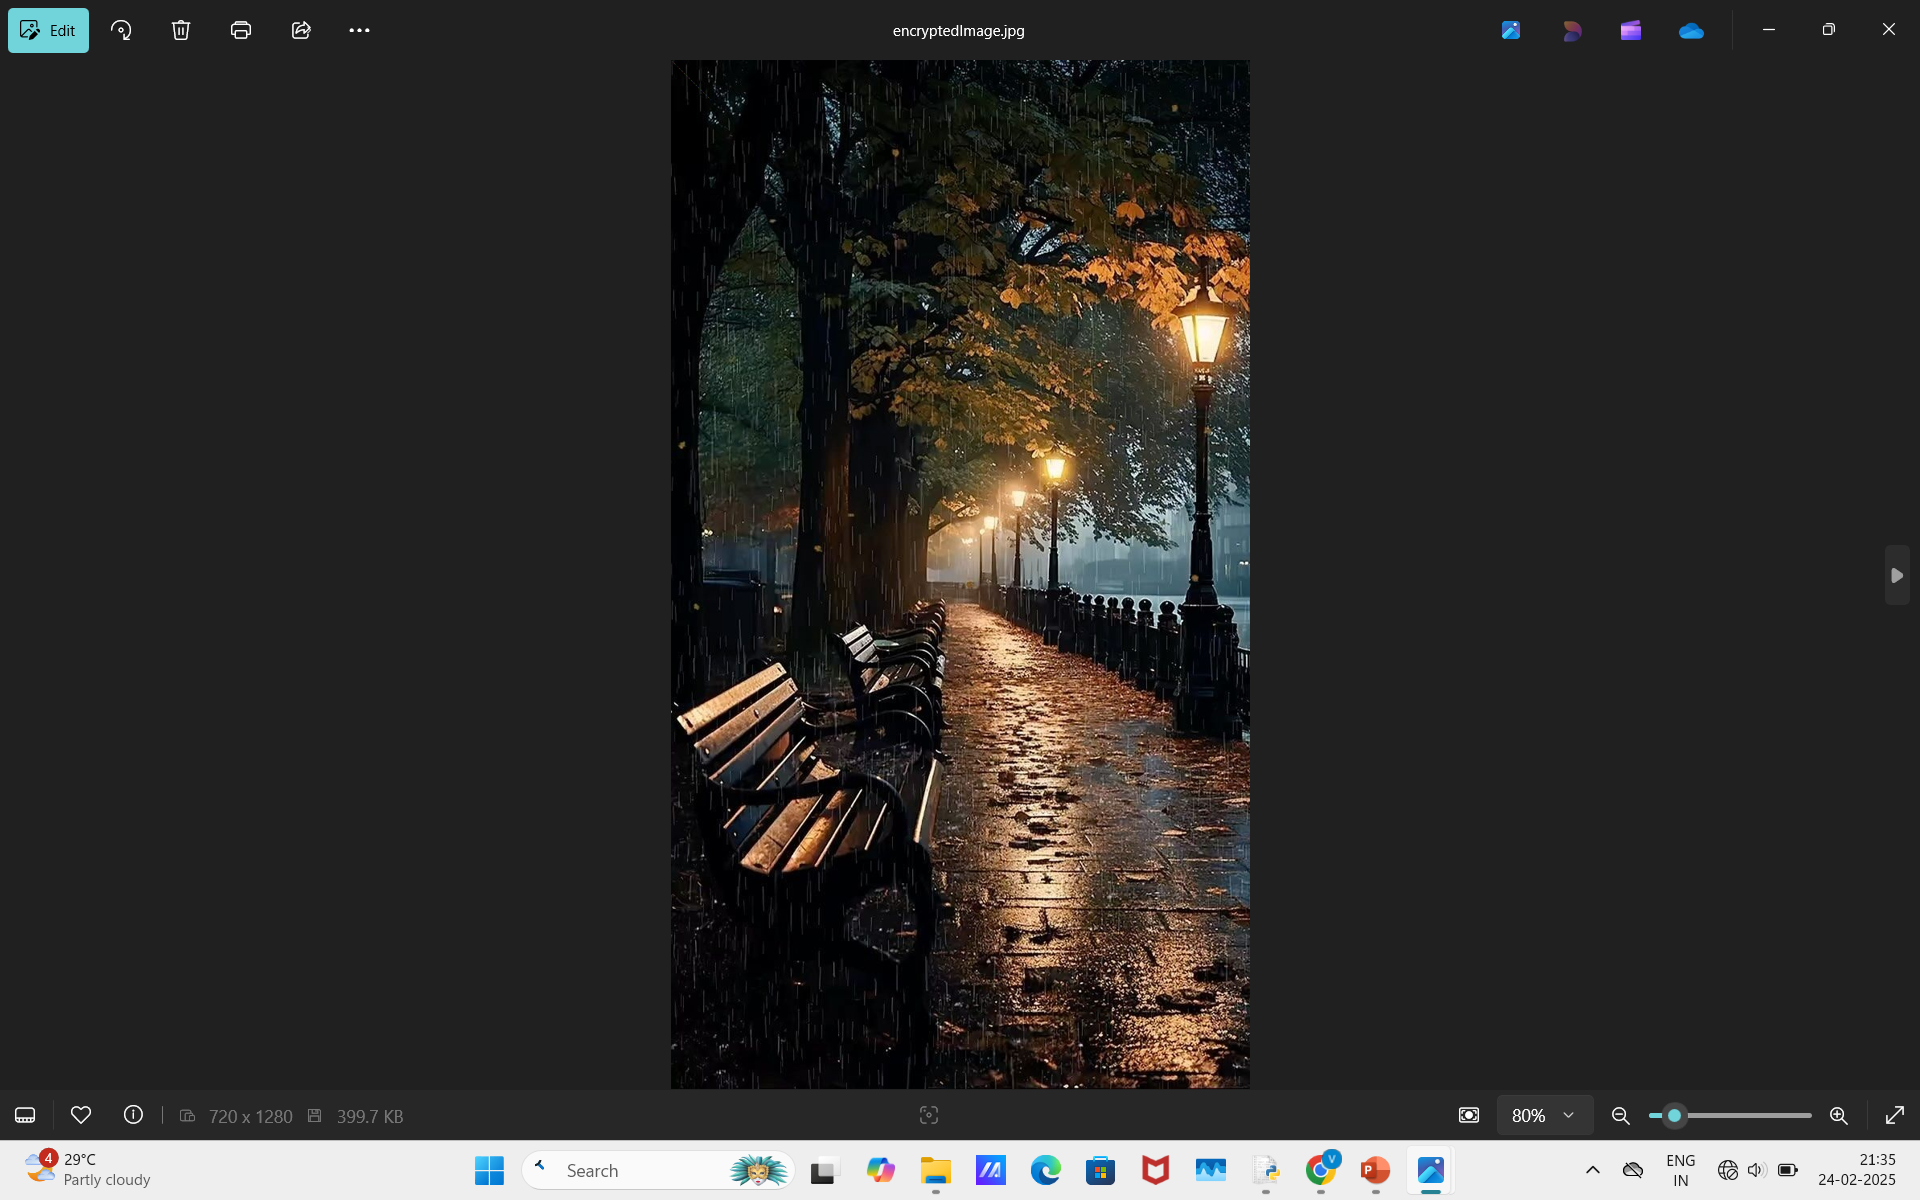 Edit
encryptedImage.jpg
720 x 1280
399.7 KB
80%
4
29°C
Partly cloudy
Search
V
P
ENG
IN
21:35
24-02-2025